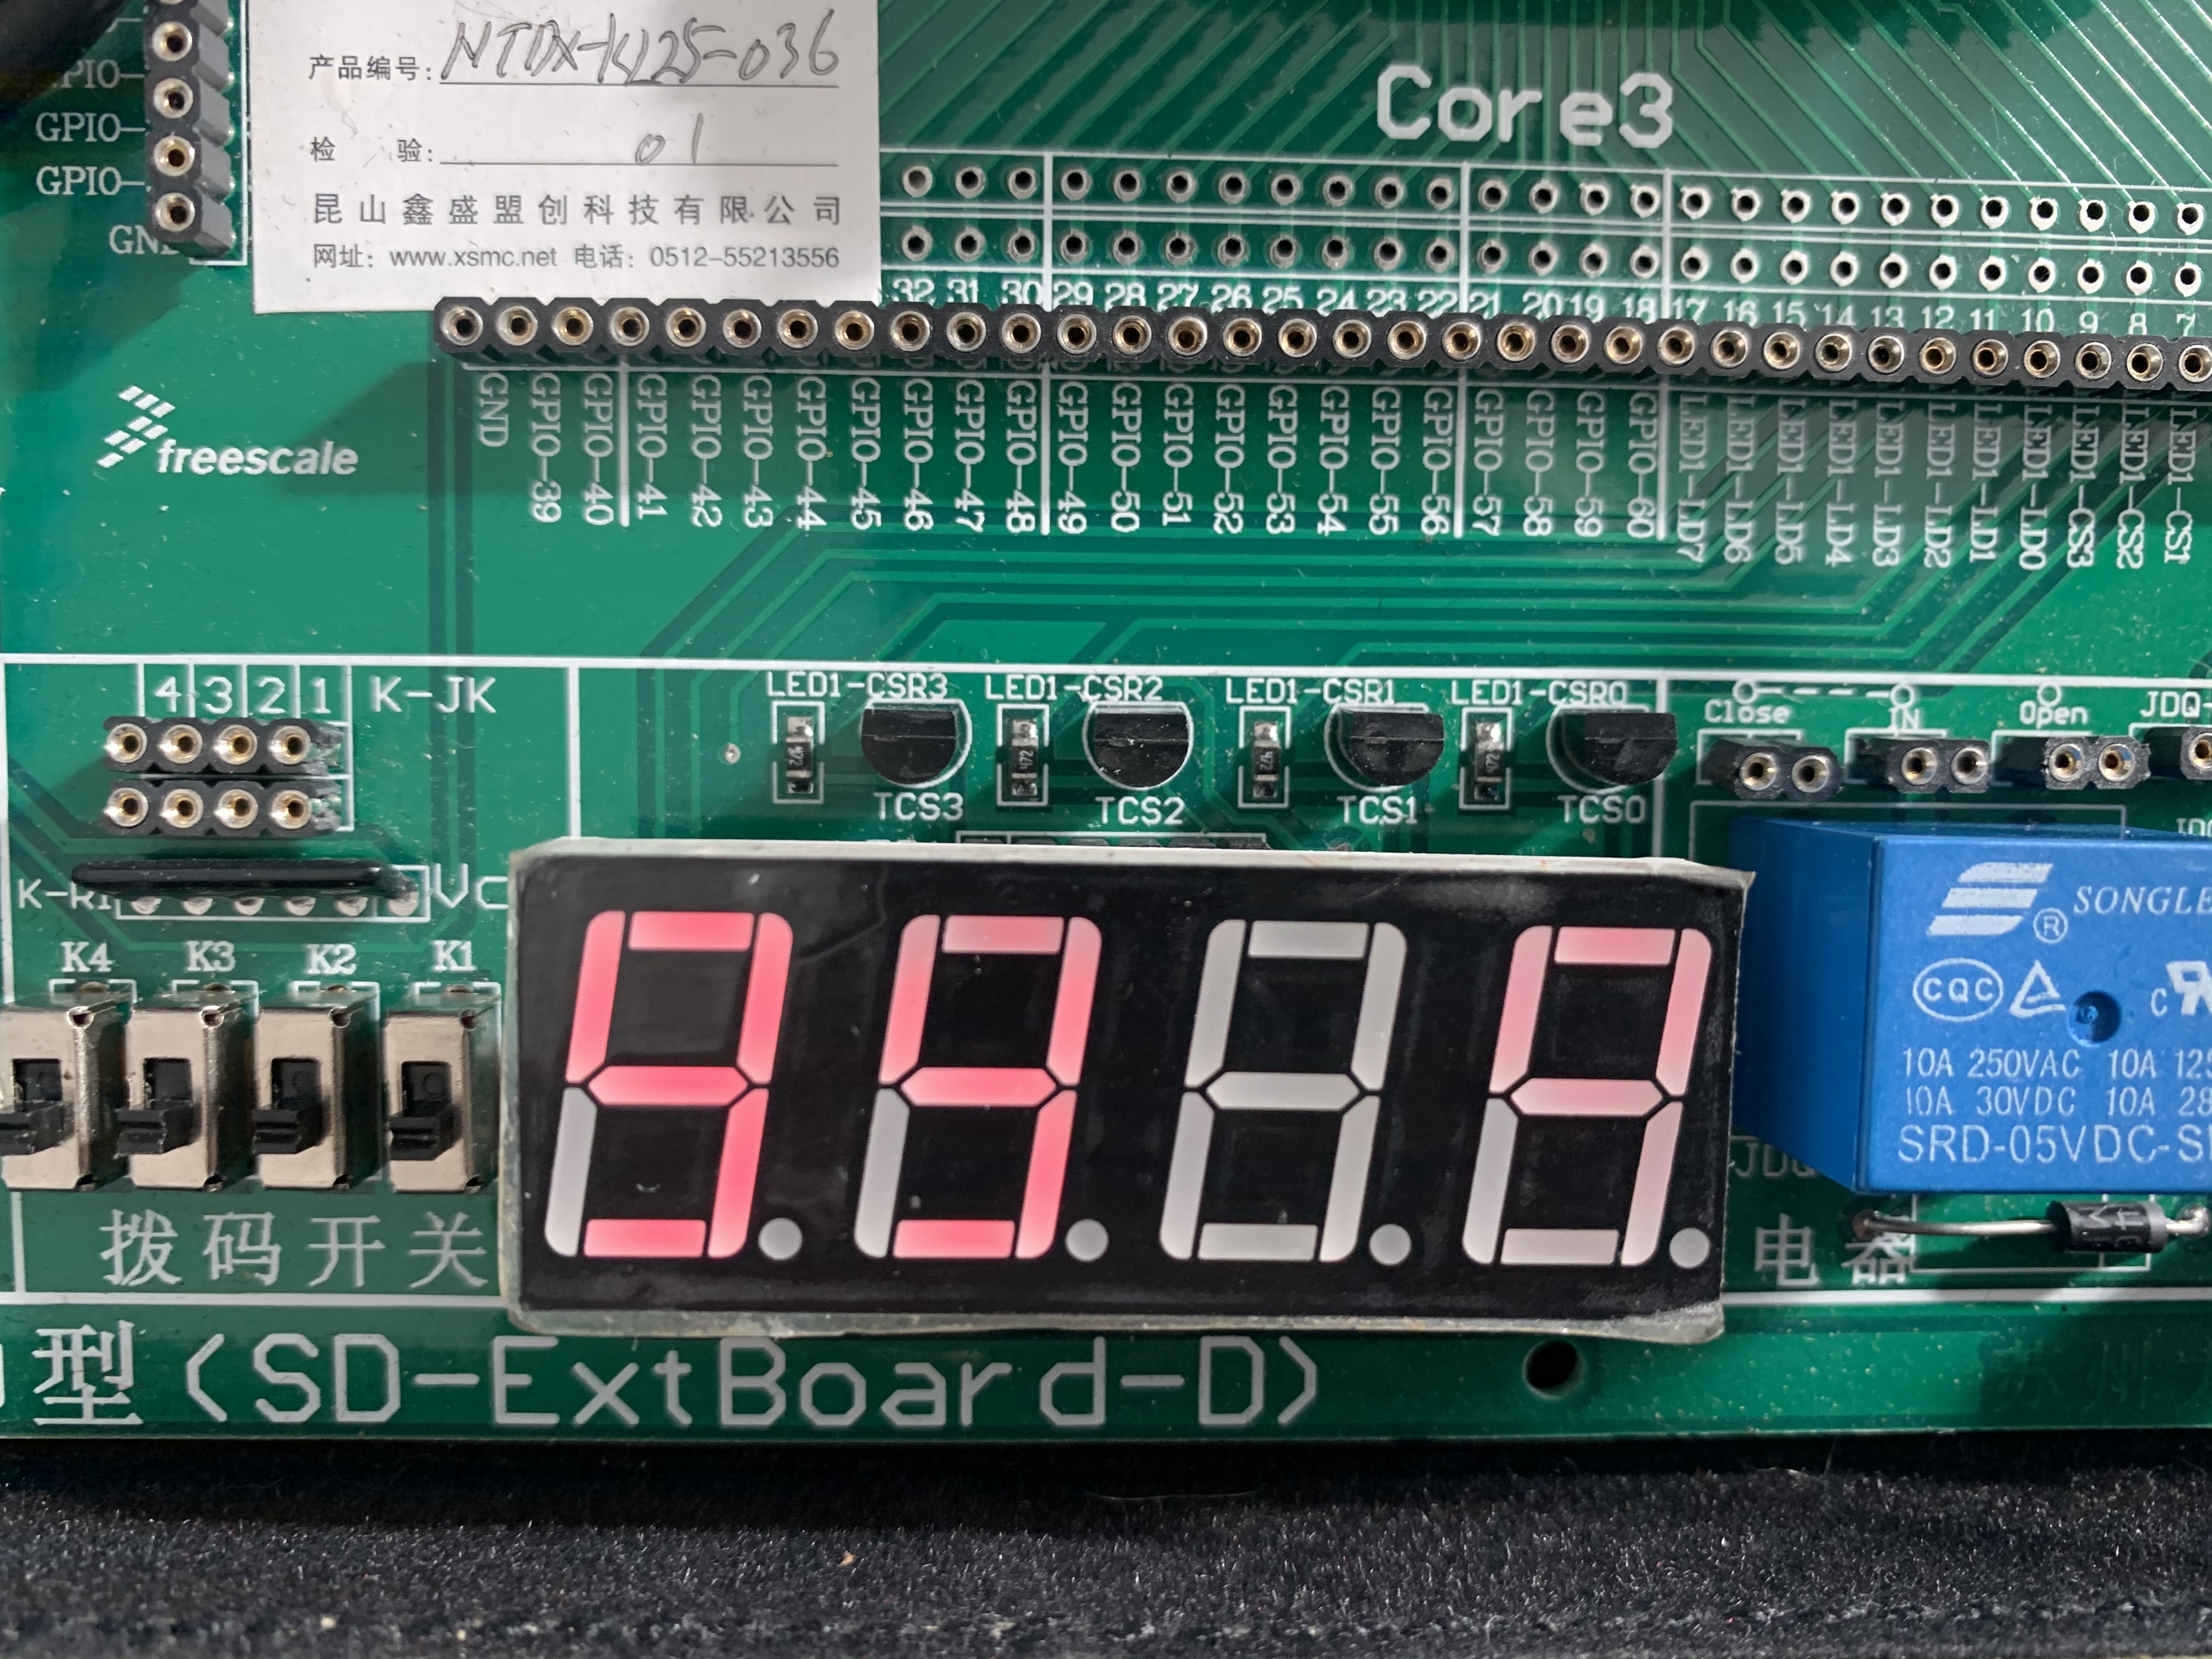 产品编号: NTDX-KL25-036
检 验: 01
昆山鑫盛盟创科技有限公司
网址: www.xsmc.net 电话: 0512-55213556
GPIO-
GPIO-
GND
Core3
32 31 30 29 28 27 26 25 24 23 22 21 20 19 18 17 16 15 14 13 12 11 10 9 8 7
GND GPIO-39 GPIO-40 GPIO-41 GPIO-42 GPIO-43 GPIO-44 GPIO-45 GPIO-46 GPIO-47 GPIO-48 GPIO-49 GPIO-50 GPIO-51 GPIO-52 GPIO-53 GPIO-54 GPIO-55 GPIO-56 GPIO-57 GPIO-58 GPIO-59 GPIO-60 LED1-LD7 LED1-LD6 LED1-LD5 LED1-LD4 LED1-LD3 LED1-LD2 LED1-LD1 LED1-LD0 LED1-CS3 LED1-CS2 LED1-CS1
freescale
4 3 2 1 K-JK
LED1-CSR3 LED1-CSR2 LED1-CSR1 LED1-CSR0
Close IN Open JDQ
TCS3 TCS2 TCS1 TCS0
K4 K3 K2 K1
99 9
SONGLE
®
CQC
10A 250VAC 10A 125
10A 30VDC 10A 28
SRD-05VDC-S
拨码开关
电 器
型(SD-ExtBoard-D)